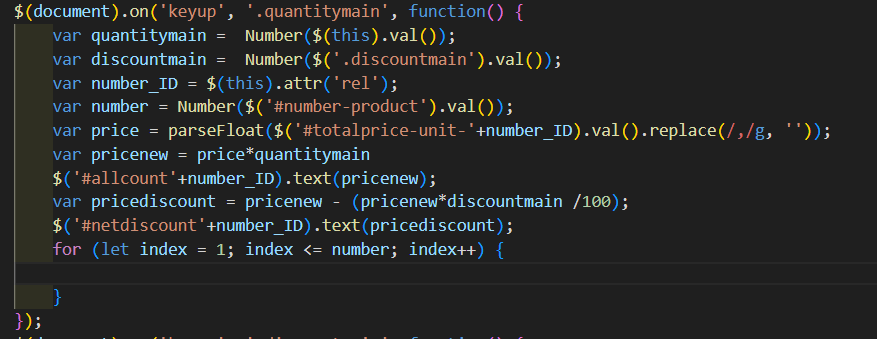 $(document).on('keyup', '.quantitymain', function() {
var quantitymain =  Number($(this).val());
var discountmain =  Number($('.discountmain').val());
var number_ID = $(this).attr('rel');
var number = Number($('#number-product').val());
var price = parseFloat($('#totalprice-unit-'+number_ID).val().replace(/,/g, ''));
var pricenew = price*quantitymain
$('#allcount'+number_ID).text(pricenew);
var pricediscount = pricenew - (pricenew*discountmain /100);
$('#netdiscount'+number_ID).text(pricediscount);
for (let index = 1; index <= number; index++) {
}
});